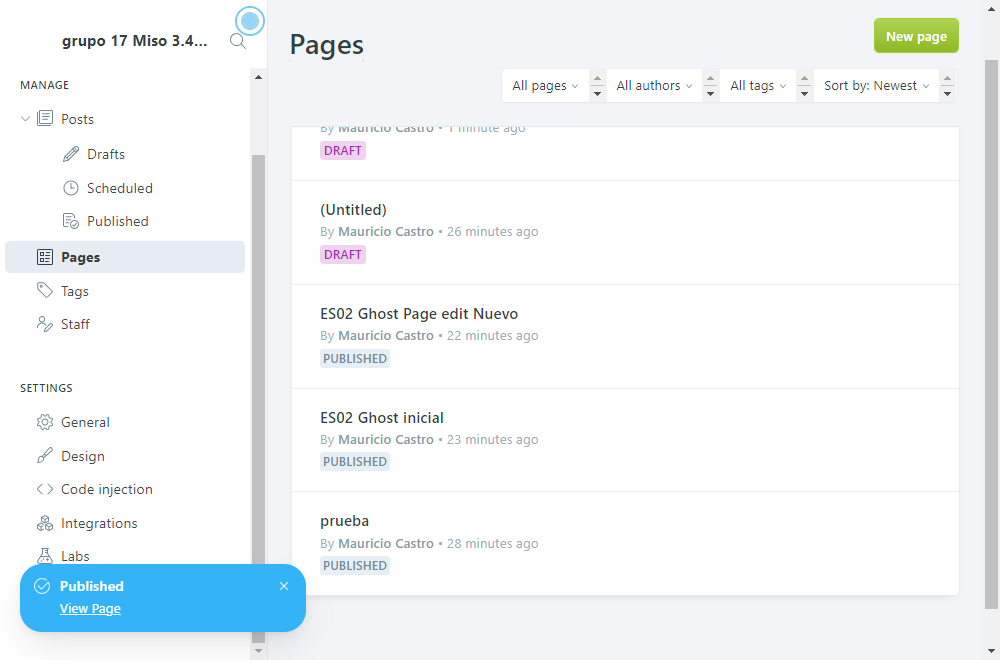 grupo 17 Miso 3.4...
MANAGE
Posts
Drafts
Scheduled
Published
Pages
Tags
Staff
SETTINGS
General
Design
Code injection
Integrations
Labs
Published
View Page
Pages
New page
All pages
All authors
All tags
Sort by: Newest
By Mauricio Castro • 1 minute ago
DRAFT
(Untitled)
By Mauricio Castro • 26 minutes ago
DRAFT
ES02 Ghost Page edit Nuevo
By Mauricio Castro • 22 minutes ago
PUBLISHED
ES02 Ghost inicial
By Mauricio Castro • 23 minutes ago
PUBLISHED
prueba
By Mauricio Castro • 28 minutes ago
PUBLISHED